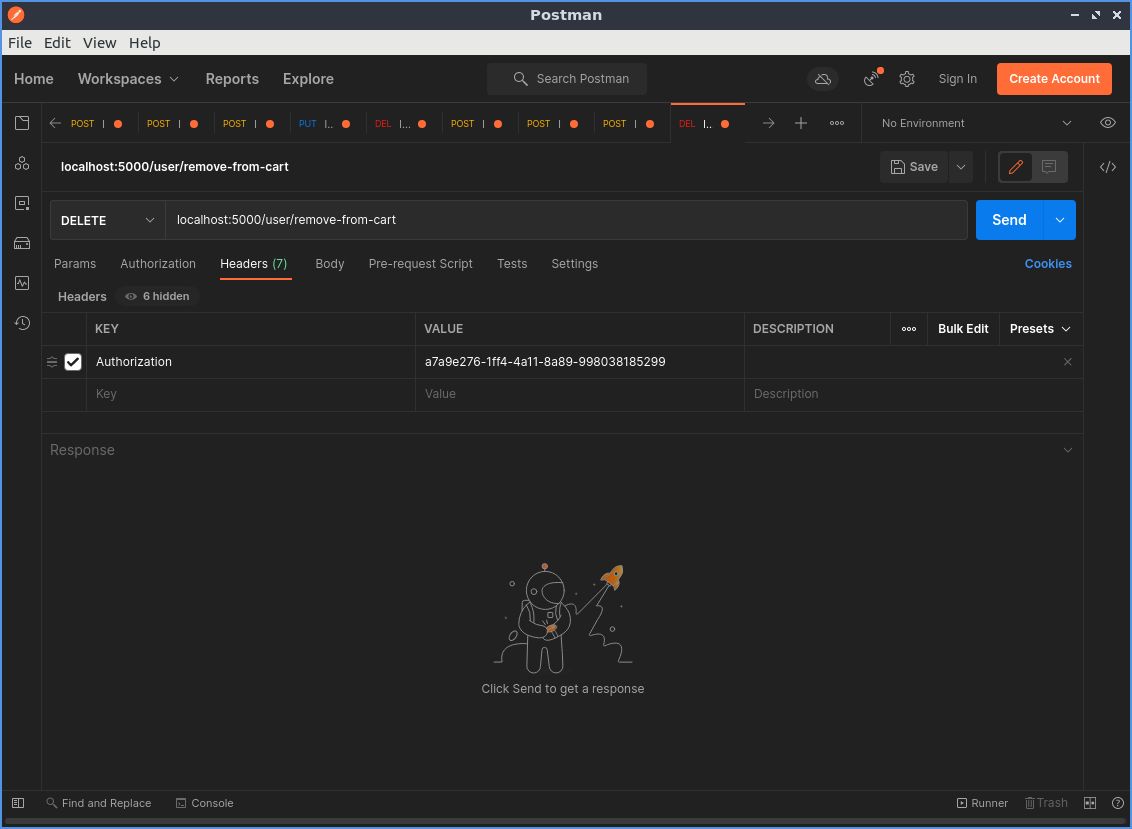 Postman
File Edit View Help
Home Workspaces Reports Explore Search Postman Sign In Create Account
POST POST POST PUT l... DEL l... POST POST POST DEL l... No Environment
localhost:5000/user/remove-from-cart Save
DELETE localhost:5000/user/remove-from-cart Send
Params Authorization Headers (7) Body Pre-request Script Tests Settings Cookies
Headers 6 hidden
KEY VALUE DESCRIPTION Bulk Edit Presets
Authorization a7a9e276-1ff4-4a11-8a89-998038185299
Key Value Description
Response
Click Send to get a response
Find and Replace Console Runner Trash